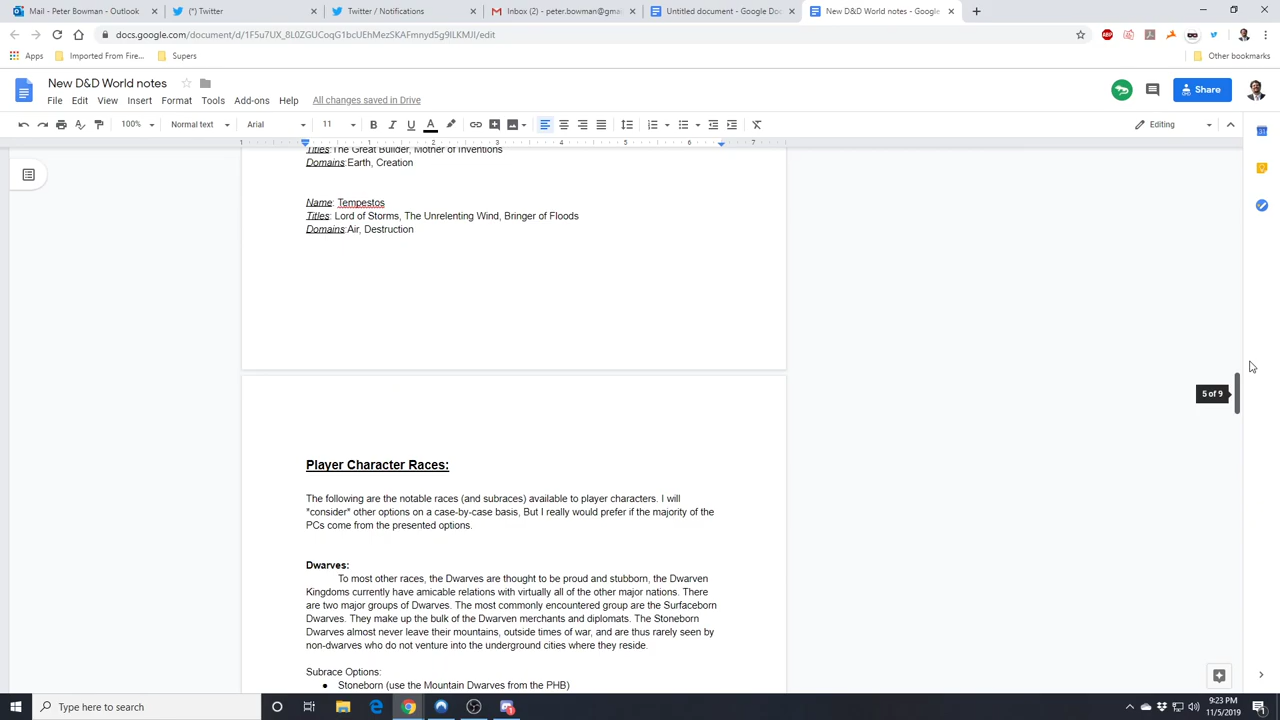 Mail - Peter Bowman - Outlook
(*) Twitter
Twitter / Notifications
Inbox (2) - peter.bowman@gma
Untitled document - Google Do
New D&D World notes - Google
docs.google.com/document/d/1F5u7UX_8L0ZGUCoqG1bcUEhMezSKAFmnyd5g9ILKMJI/edit
Apps
Imported From Fire...
Supers
Other bookmarks
New D&D World notes
File Edit View Insert Format Tools Add-ons Help All changes saved in Drive
Share
100% Normal text Arial 11 B I U A Editing
1 1 2 3 4 5 6 7
Titles: The Great Builder, Mother of Inventions
Domains: Earth, Creation
Name: Tempestos
Titles: Lord of Storms, The Unrelenting Wind, Bringer of Floods
Domains: Air, Destruction
5 of 9
Player Character Races:
The following are the notable races (and subraces) available to player characters. I will
*consider* other options on a case-by-case basis, But I really would prefer if the majority of the
PCs come from the presented options.
Dwarves:
To most other races, the Dwarves are thought to be proud and stubborn, the Dwarven
Kingdoms currently have amicable relations with virtually all of the other major nations. There
are two major groups of Dwarves. The most commonly encountered group are the Surfaceborn
Dwarves. They make up the bulk of the Dwarven merchants and diplomats. The Stoneborn
Dwarves almost never leave their mountains, outside times of war, and are thus rarely seen by
non-dwarves who do not venture into the underground cities where they reside.
Subrace Options:
● Stoneborn (use the Mountain Dwarves from the PHB)
Type here to search
9:23 PM
11/5/2019